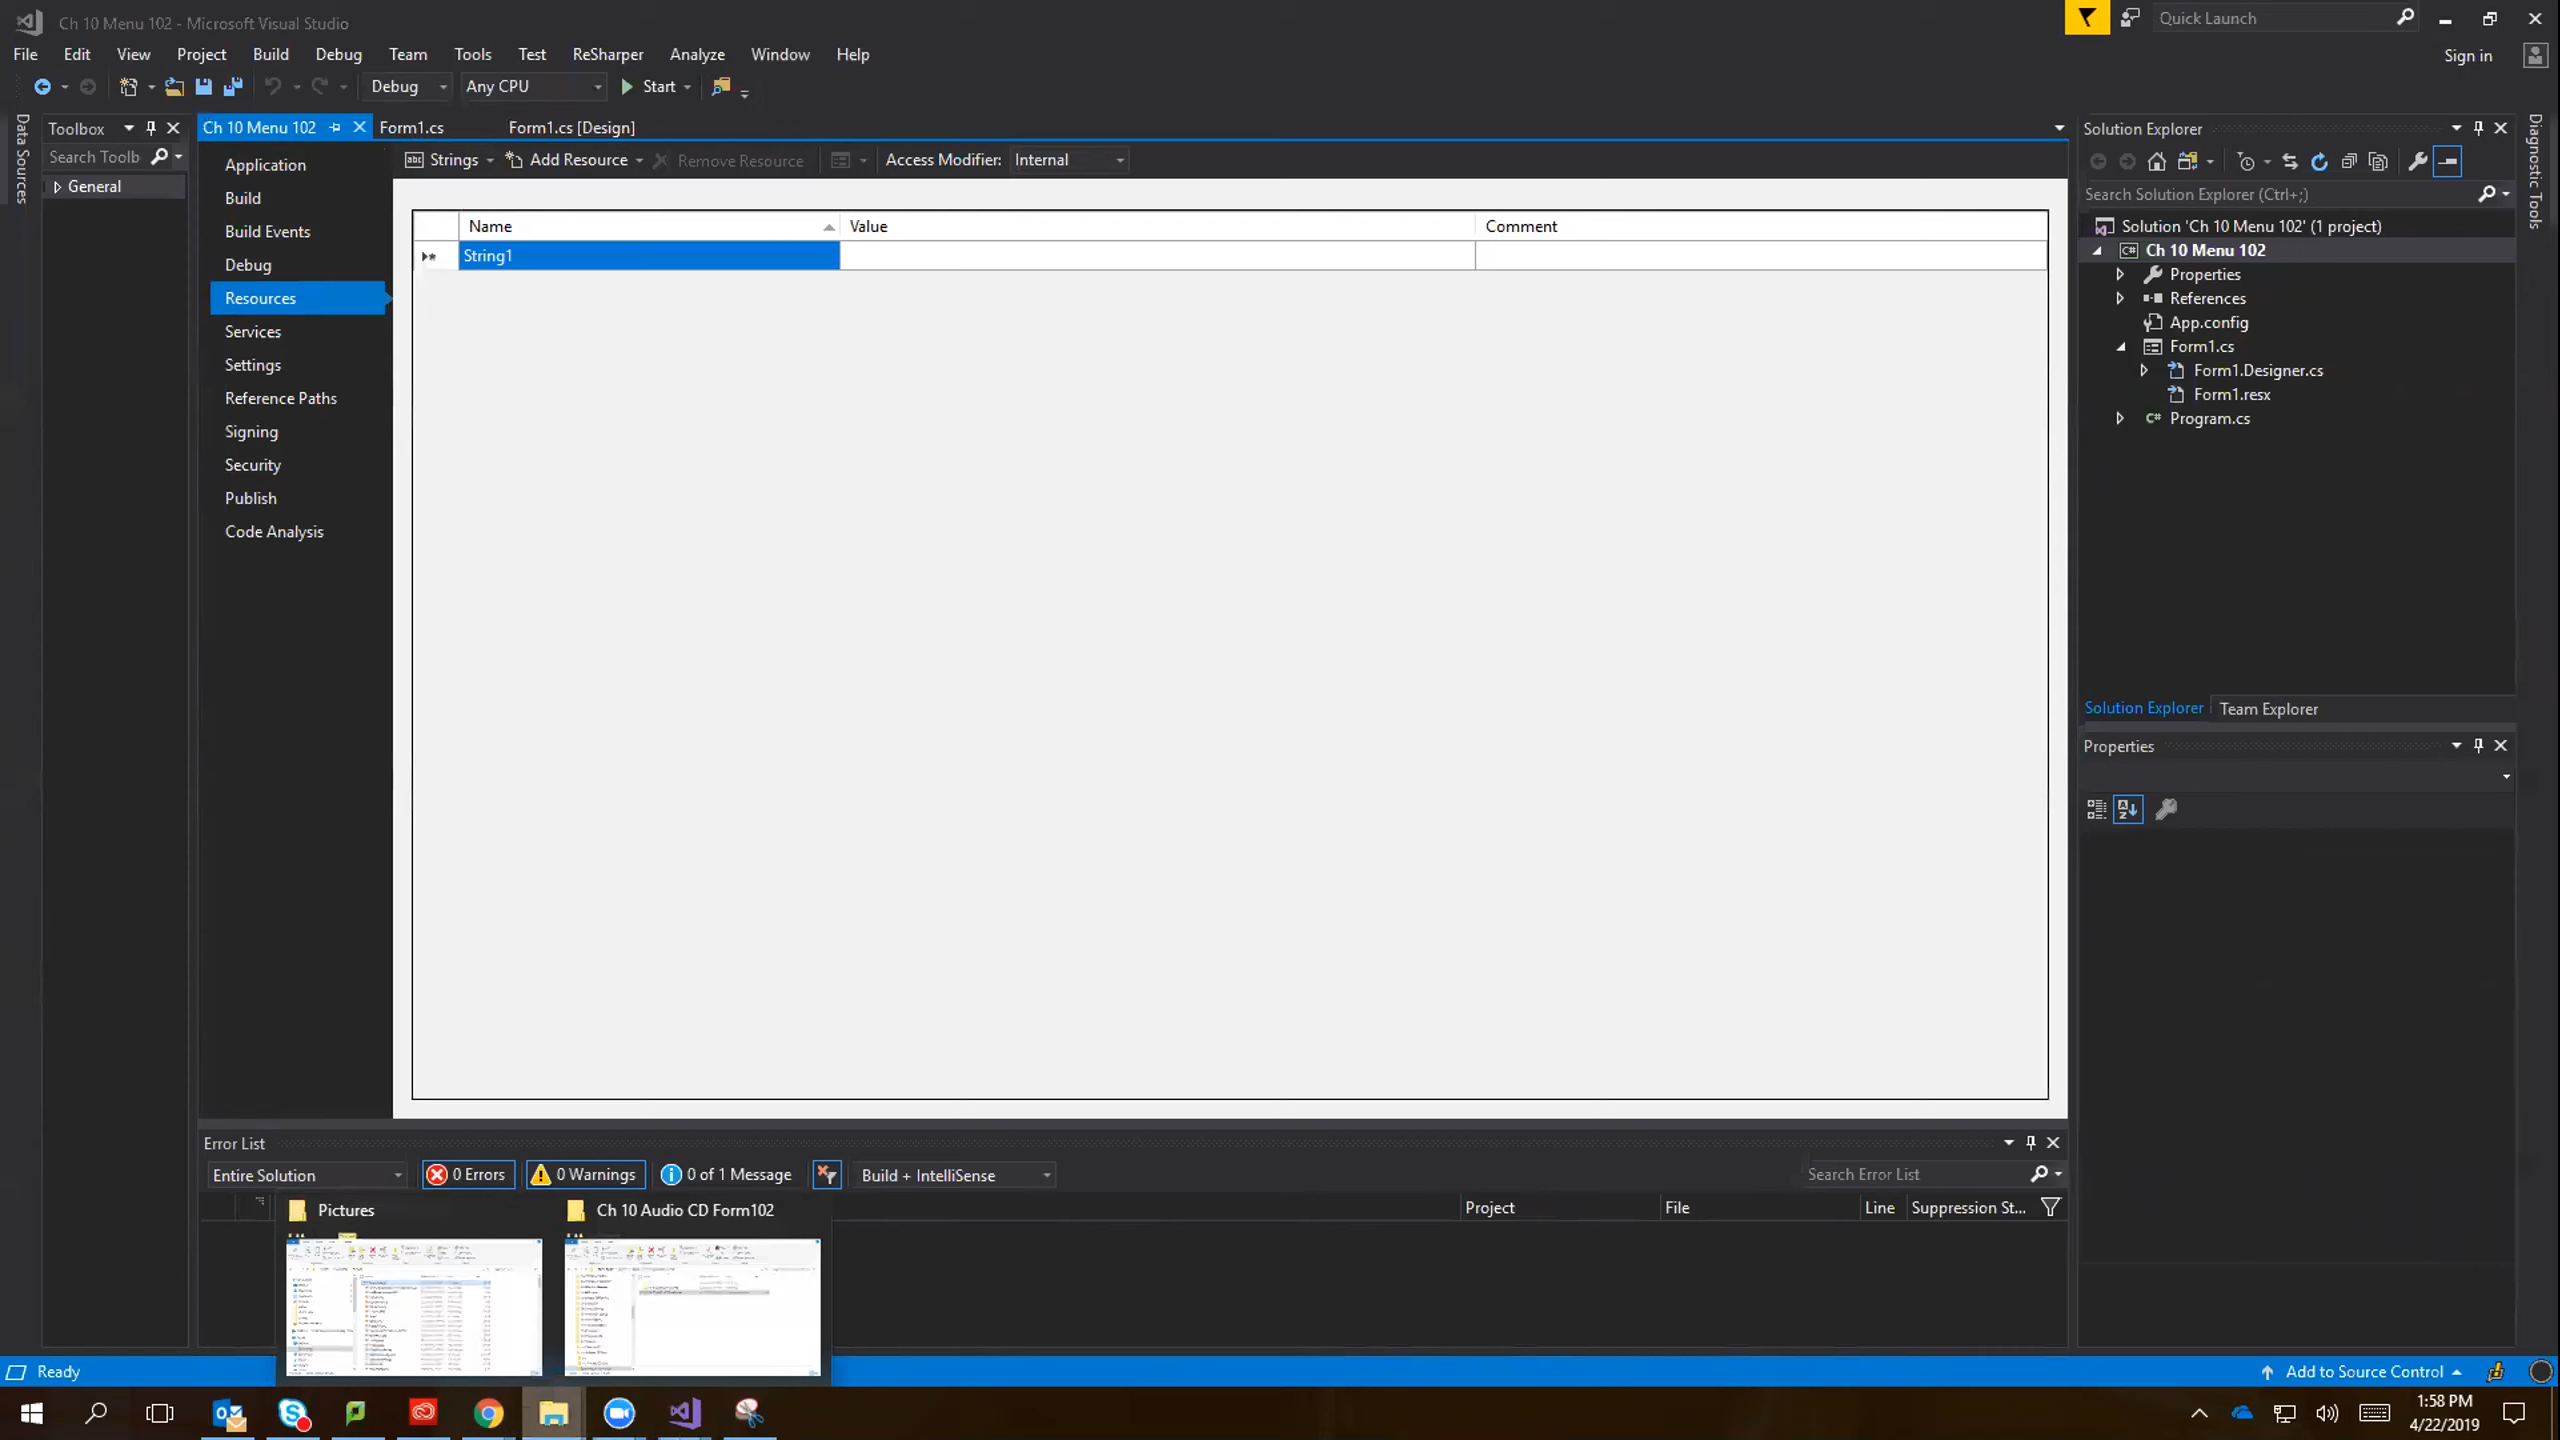 Ch 10 Menu 102 - Microsoft Visual Studio
Quick Launch
File Edit View Project Build Debug Team Tools Test ReSharper Analyze Window Help
Sign in
Debug Any CPU Start
Data Sources
Toolbox
Search Toolb
General
Ch 10 Menu 102 Form1.cs Form1.cs [Design]
Strings Add Resource Remove Resource Access Modifier: Internal
Application
Build
Build Events
Debug
Resources
Services
Settings
Reference Paths
Signing
Security
Publish
Code Analysis
Name Value Comment
String1
Solution Explorer
Search Solution Explorer (Ctrl+;)
Solution 'Ch 10 Menu 102' (1 project)
Ch 10 Menu 102
Properties
References
App.config
Form1.cs
Form1.Designer.cs
Form1.resx
Program.cs
Solution Explorer Team Explorer
Properties
Diagnostic Tools
Error List
Entire Solution 0 Errors 0 Warnings 0 of 1 Message Build + IntelliSense Search Error List
Project File Line Suppression St...
Pictures Ch 10 Audio CD Form102
Ready
Add to Source Control
1:58 PM
4/22/2019